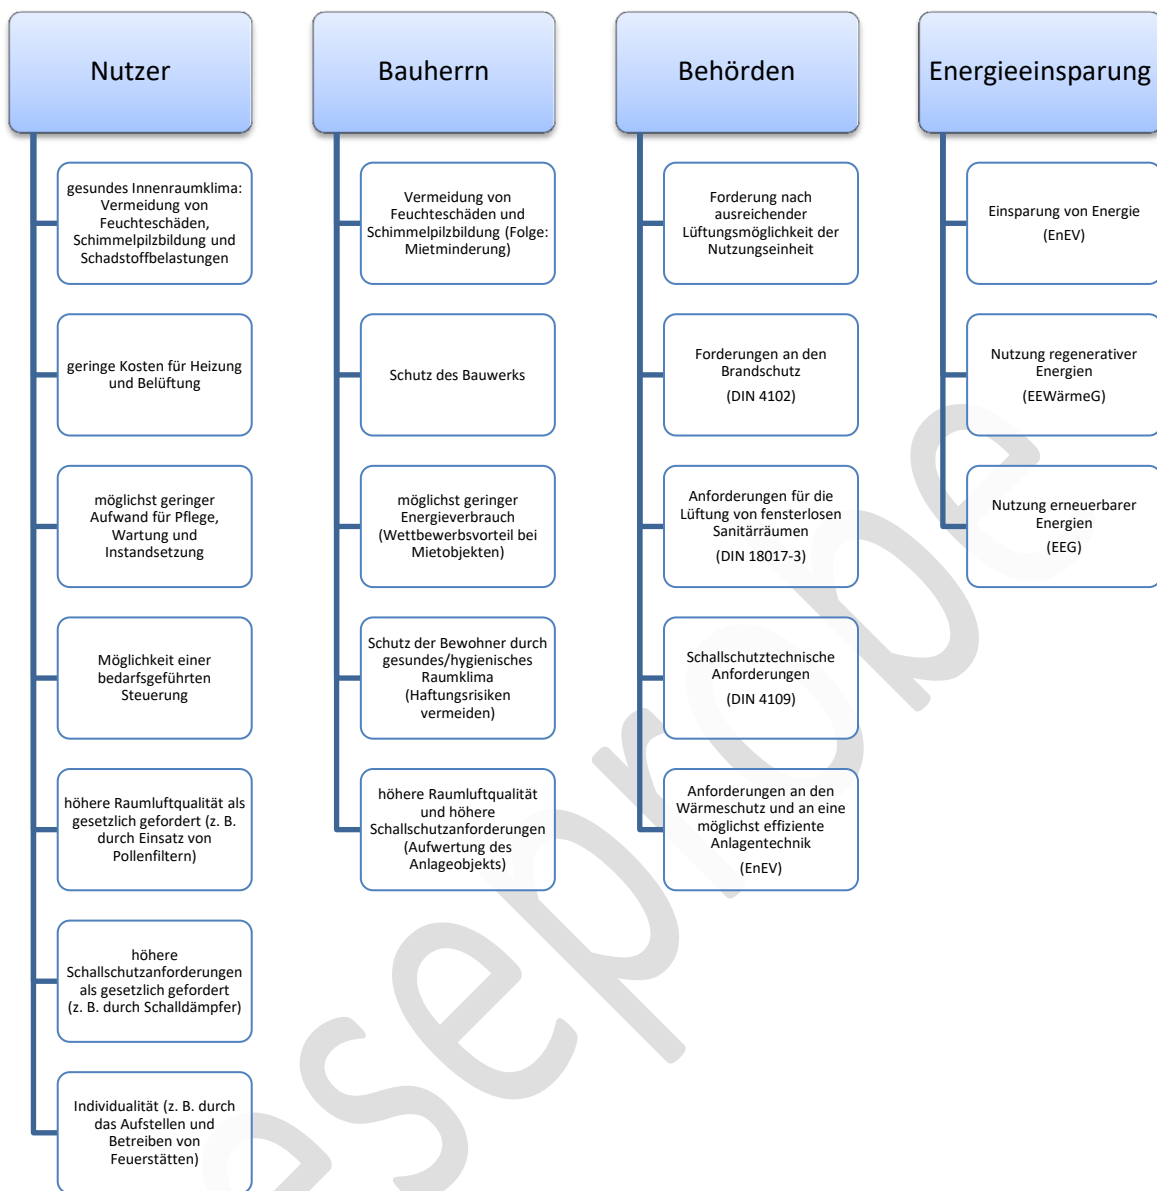 Nutzer
gesundes Innenraumklima:
Vermeidung von
Feuchteschäden,
Schimmelpilzbildung und
Schadstoffbelastungen
geringe Kosten für Heizung
und Belüftung
möglichst geringer
Aufwand für Pflege,
Wartung und
Instandsetzung
Möglichkeit einer
bedarfsgeführten
Steuerung
höhere Raumluftqualität als
gesetzlich gefordert (z. B.
durch Einsatz von
Pollenfiltern)
höhere
Schallschutzanforderungen
als gesetzlich gefordert
(z. B. durch Schalldämpfer)
Individualität (z. B. durch
das Aufstellen und
Betreiben von
Feuerstätten)
Bauherrn
Vermeidung von
Feuchteschäden und
Schimmelpilzbildung (Folge:
Mietminderung)
Schutz des Bauwerks
möglichst geringer
Energieverbrauch
(Wettbewerbsvorteil bei
Mietobjekten)
Schutz der Bewohner durch
gesundes/hygienisches
Raumklima
(Haftungsrisiken
vermeiden)
höhere Raumluftqualität
und höhere
Schallschutzanforderungen
(Aufwertung des
Anlageobjekts)
Behörden
Forderung nach
ausreichender
Lüftungsmöglichkeit der
Nutzungseinheit
Forderungen an den
Brandschutz
(DIN 4102)
Anforderungen für die
Lüftung von fensterlosen
Sanitärräumen
(DIN 18017-3)
Schallschutztechnische
Anforderungen
(DIN 4109)
Anforderungen an den
Wärmeschutz und an eine
möglichst effiziente
Anlagentechnik
(EnEV)
Energieeinsparung
Einsparung von Energie
(EnEV)
Nutzung regenerativer
Energien
(EEWärmeG)
Nutzung erneuerbarer
Energien
(EEG)
eseprobe